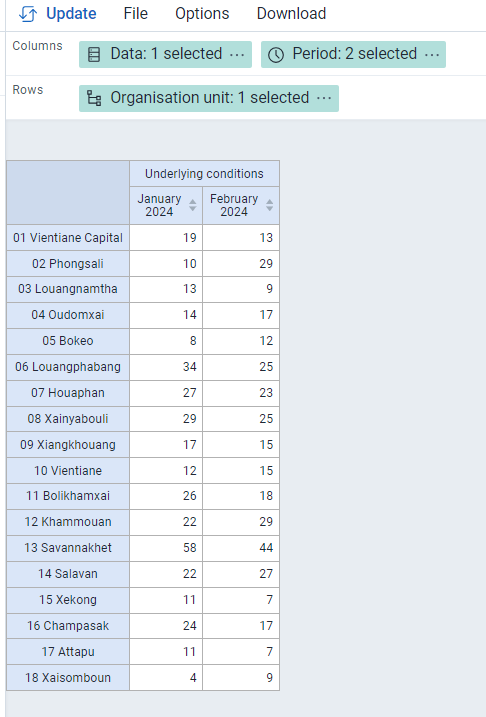 Update File Options Download
Columns Data: 1 selected ··· Period: 2 selected ···
Rows Organisation unit: 1 selected ···
Underlying conditions
January 2024 February 2024
01 Vientiane Capital 19 13
02 Phongsali 10 29
03 Louangnamtha 13 9
04 Oudomxai 14 17
05 Bokeo 8 12
06 Louangphabang 34 25
07 Houaphan 27 23
08 Xainyabouli 29 25
09 Xiangkhouang 17 15
10 Vientiane 12 15
11 Bolikhamxai 26 18
12 Khammouan 22 29
13 Savannakhet 58 44
14 Salavan 22 27
15 Xekong 11 7
16 Champasak 24 17
17 Attapu 11 7
18 Xaisomboun 4 9